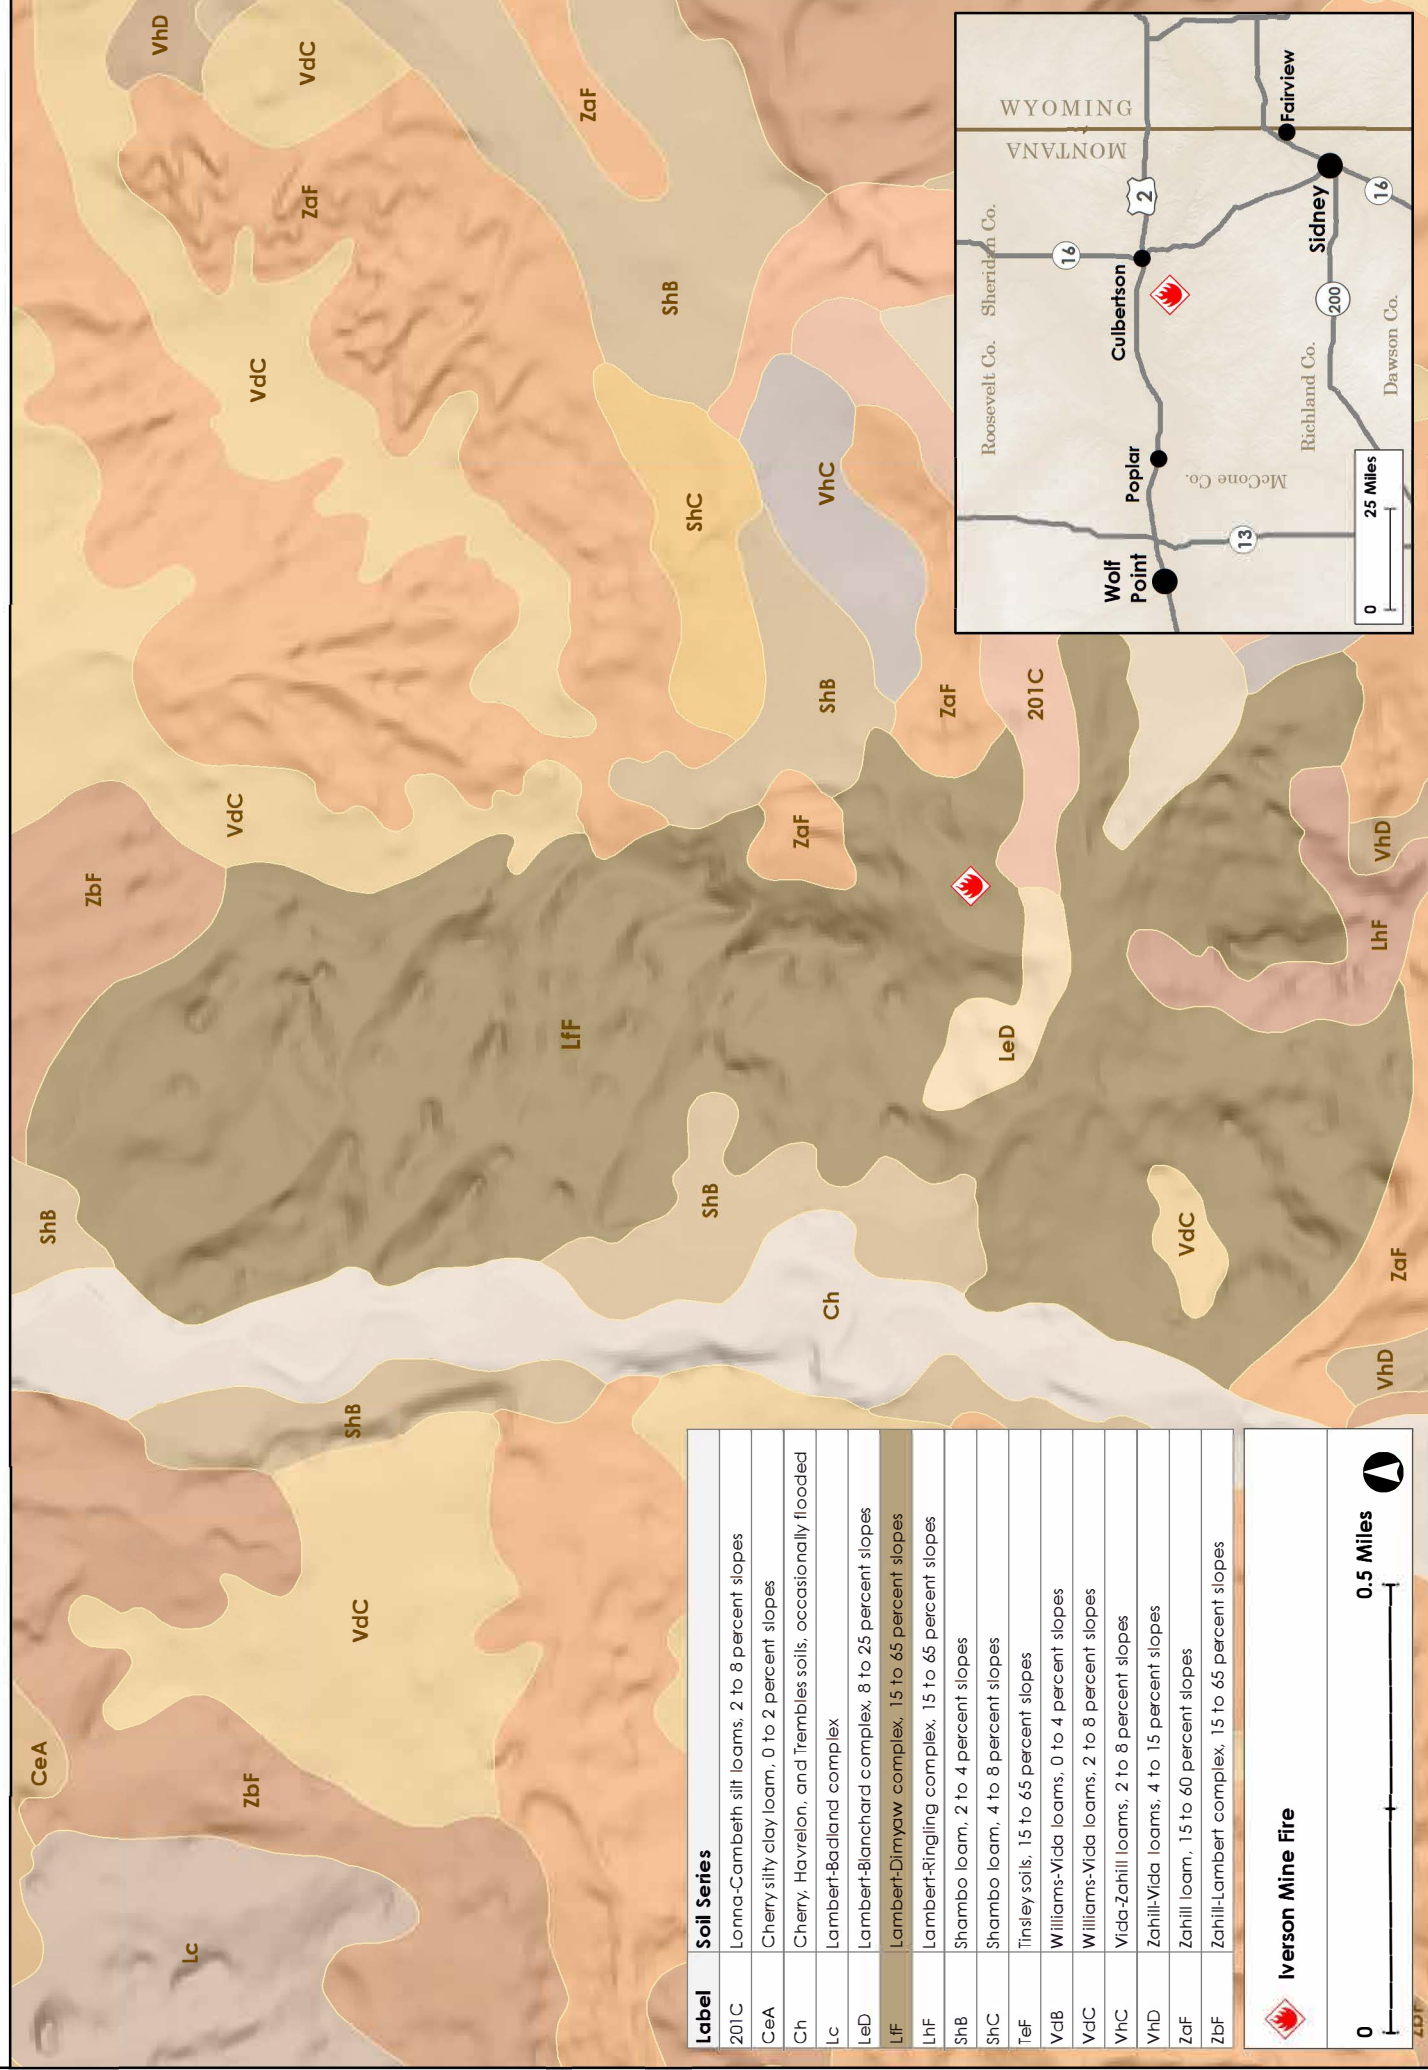 CeA
ShB
ZbF
VhD
Lc
VdC
ZbF
VdC
VdC
ZaF
ShB
VdC
LfF
ZaF
ShB
ShC
ShB
ZaF
ShB
VhC
Ch
ZaF
LeD
201C
VdC
LhF
VhD
VhD
ZaF
Label Soil Series
201C Lonna-Cambeth silt loams, 2 to 8 percent slopes
CeA Cherry silty clay loam, 0 to 2 percent slopes
Ch Cherry, Havrelon, and Trembles soils, occasionally flooded
Lc Lambert-Badland complex
LeD Lambert-Blanchard complex, 8 to 25 percent slopes
LfF Lambert-Dimyaw complex, 15 to 65 percent slopes
LhF Lambert-Ringling complex, 15 to 65 percent slopes
ShB Shambo loam, 2 to 4 percent slopes
ShC Shambo loam, 4 to 8 percent slopes
TeF Tinsley soils, 15 to 65 percent slopes
VdB Williams-Vida loams, 0 to 4 percent slopes
VdC Williams-Vida loams, 2 to 8 percent slopes
VhC Vida-Zahill loams, 2 to 8 percent slopes
VhD Zahill-Vida loams, 4 to 15 percent slopes
ZaF Zahill loam, 15 to 60 percent slopes
ZbF Zahill-Lambert complex, 15 to 65 percent slopes
Iverson Mine Fire
0 0.5 Miles
Roosevelt Co. Sheridan Co.
WYOMING
MONTANA
16
2
Wolf
Point
Poplar
Culbertson
McCone Co.
13
Fairview
Richland Co.
Sidney
200
16
Dawson Co.
0 25 Miles